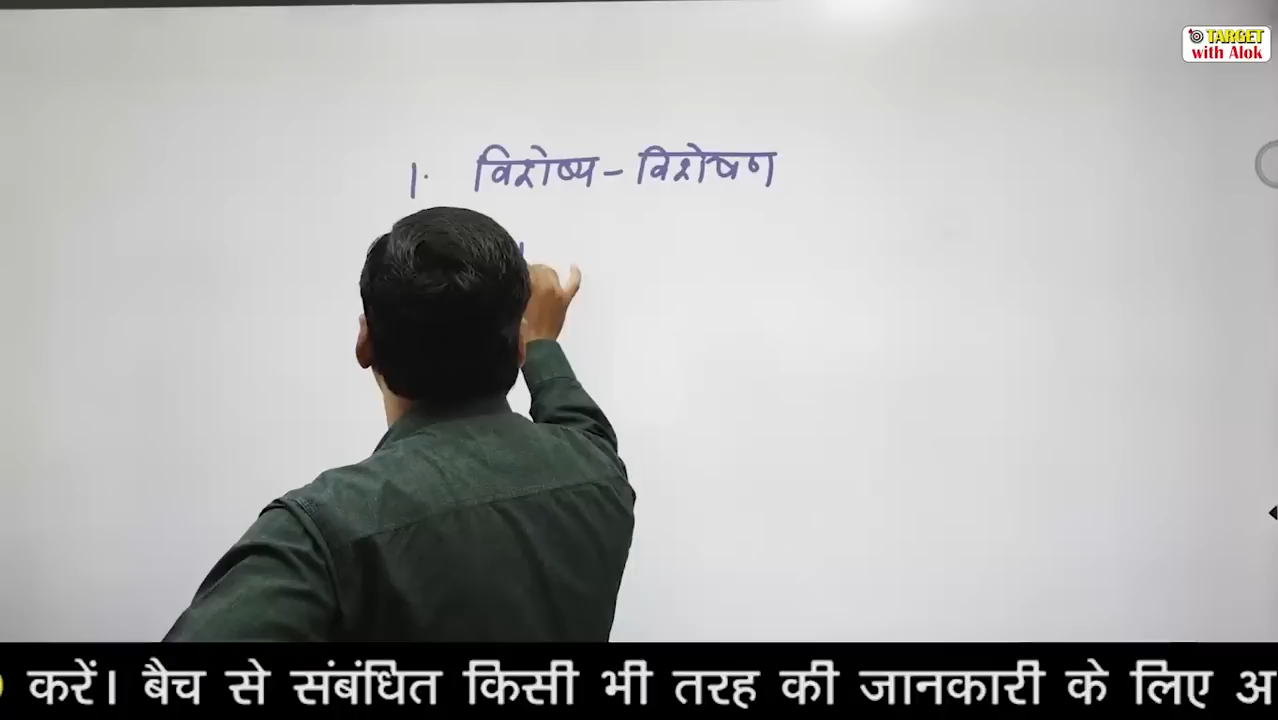 TARGET
with Alok
1. विशेष्य - विशेषण
करें। बैच से संबंधित किसी भी तरह की जानकारी के लिए अ